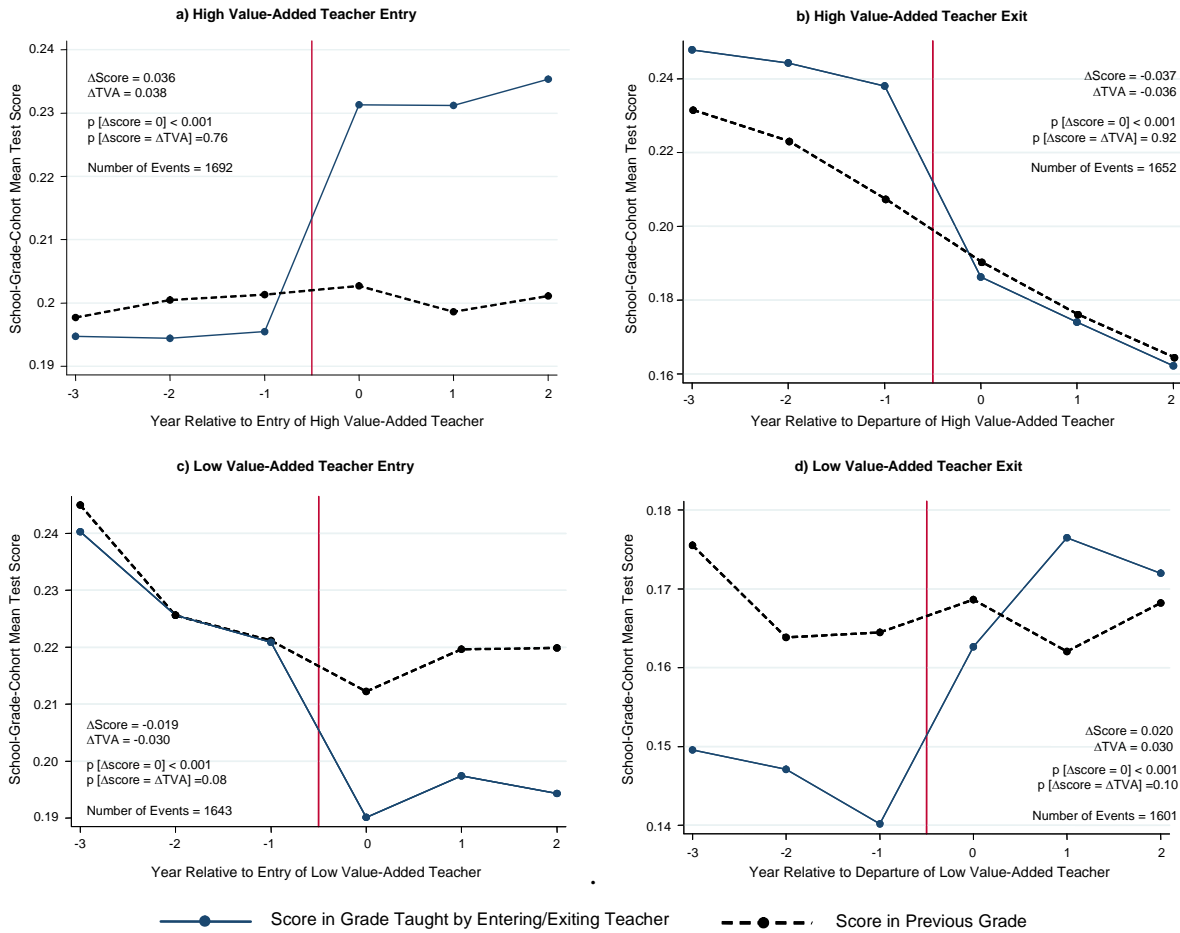 a) High Value-Added Teacher Entry
School-Grade-Cohort Mean Test Score
0.24
0.23
0.22
0.21
0.2
0.19
ΔScore = 0.036
ΔTVA = 0.038
p [Δscore = 0] < 0.001
p [Δscore = ΔTVA] =0.76
Number of Events = 1692
-3 -2 -1 0 1 2
Year Relative to Entry of High Value-Added Teacher
b) High Value-Added Teacher Exit
School-Grade-Cohort Mean Test Score
0.24
0.22
0.20
0.18
0.16
ΔScore = -0.037
ΔTVA = -0.036
p [Δscore = 0] < 0.001
p [Δscore = ΔTVA] = 0.92
Number of Events = 1652
-3 -2 -1 0 1 2
Year Relative to Departure of High Value-Added Teacher
c) Low Value-Added Teacher Entry
School-Grade-Cohort Mean Test Score
0.24
0.23
0.22
0.21
0.20
0.19
ΔScore = -0.019
ΔTVA = -0.030
p [Δscore = 0] < 0.001
p [Δscore = ΔTVA] =0.08
Number of Events = 1643
-3 -2 -1 0 1 2
Year Relative to Entry of Low Value-Added Teacher
d) Low Value-Added Teacher Exit
School-Grade-Cohort Mean Test Score
0.18
0.17
0.16
0.15
0.14
ΔScore = 0.020
ΔTVA = 0.030
p [Δscore = 0] < 0.001
p [Δscore = ΔTVA] =0.10
Number of Events = 1601
-3 -2 -1 0 1 2
Year Relative to Departure of Low Value-Added Teacher
.
Score in Grade Taught by Entering/Exiting Teacher
Score in Previous Grade